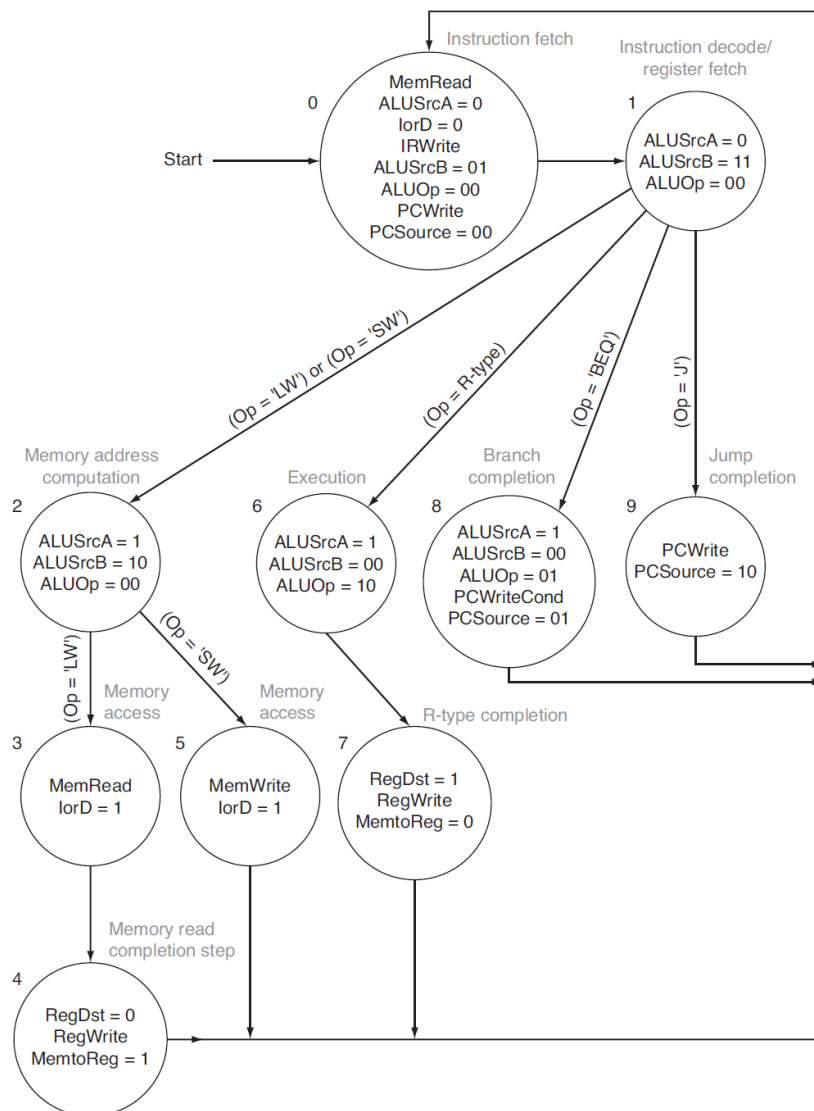 Instruction fetch
Instruction decode/
register fetch
0
MemRead
ALUSrcA = 0
IorD = 0
IRWrite
ALUSrcB = 01
ALUOp = 00
PCWrite
PCSource = 00
1
ALUSrcA = 0
ALUSrcB = 11
ALUOp = 00
Start
(Op = 'LW') or (Op = 'SW')
(Op = R-type)
(Op = 'BEQ')
(Op = 'J')
Memory address
computation
2
ALUSrcA = 1
ALUSrcB = 10
ALUOp = 00
Execution
6
ALUSrcA = 1
ALUSrcB = 00
ALUOp = 10
Branch
completion
8
ALUSrcA = 1
ALUSrcB = 00
ALUOp = 01
PCWriteCond
PCSource = 01
Jump
completion
9
PCWrite
PCSource = 10
(Op = 'LW')
(Op = 'SW')
Memory
access
3
MemRead
IorD = 1
Memory
access
5
MemWrite
IorD = 1
R-type completion
7
RegDst = 1
RegWrite
MemtoReg = 0
Memory read
completion step
4
RegDst = 0
RegWrite
MemtoReg = 1